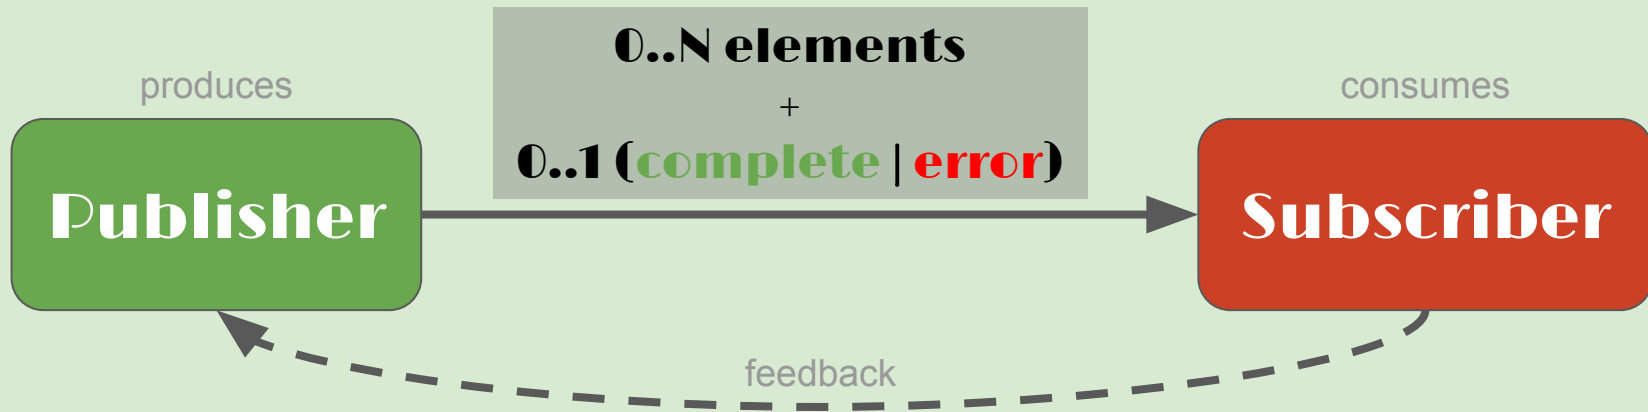 0..N elements
+
0..1 (complete | error)
produces
consumes
Publisher
Subscriber
feedback